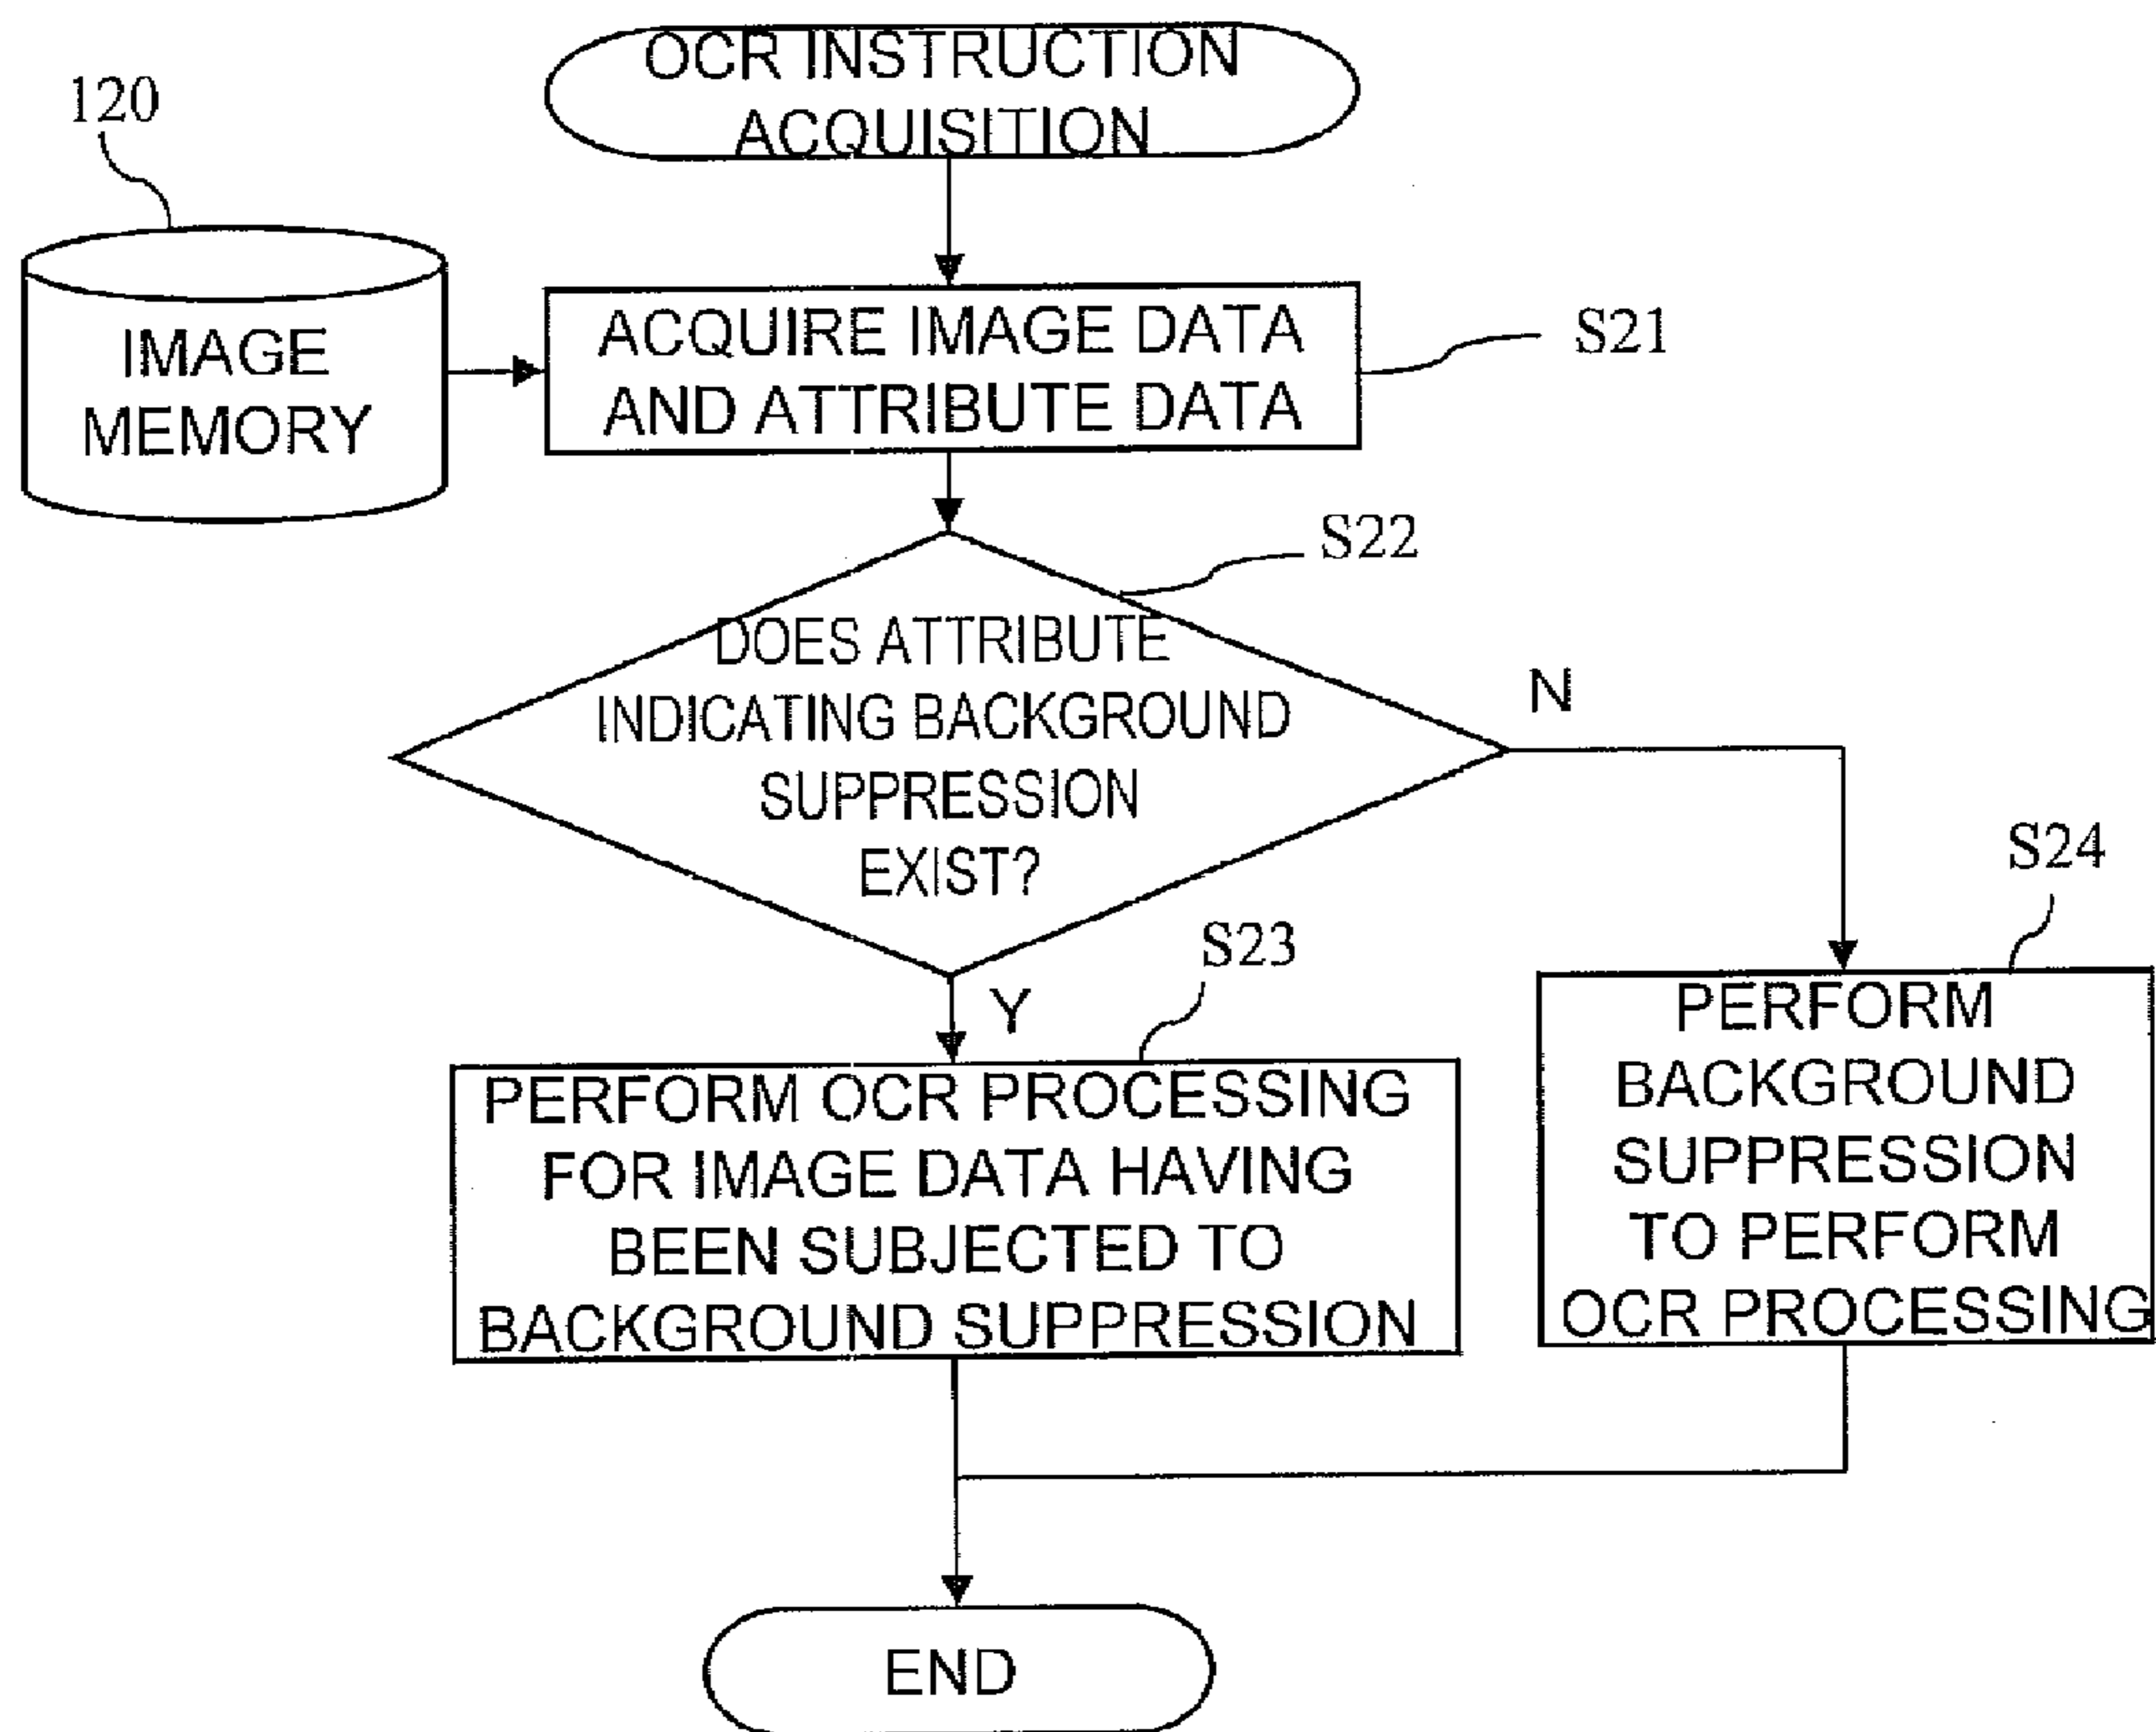 OCR INSTRUCTION
ACQUISITION
120
IMAGE
MEMORY
ACQUIRE IMAGE DATA
AND ATTRIBUTE DATA
S21
S22
DOES ATTRIBUTE
INDICATING BACKGROUND
SUPPRESSION
EXIST?
N
Y
S23
PERFORM OCR PROCESSING
FOR IMAGE DATA HAVING
BEEN SUBJECTED TO
BACKGROUND SUPPRESSION
S24
PERFORM
BACKGROUND
SUPPRESSION
TO PERFORM
OCR PROCESSING
END